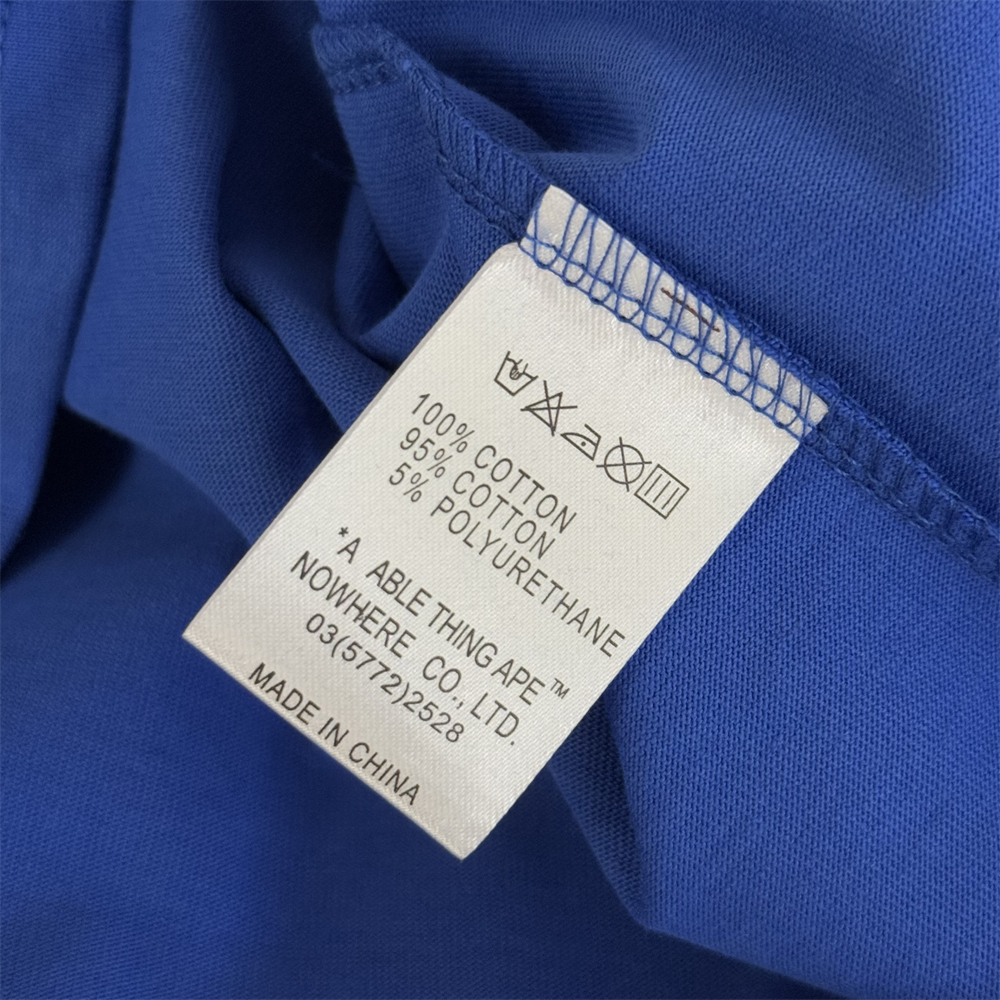 100% COTTON
95% COTTON
5% POLYURETHANE
*A ABLE THING APE™
NOWHERE CO., LTD.
03(5772)2528
MADE IN CHINA